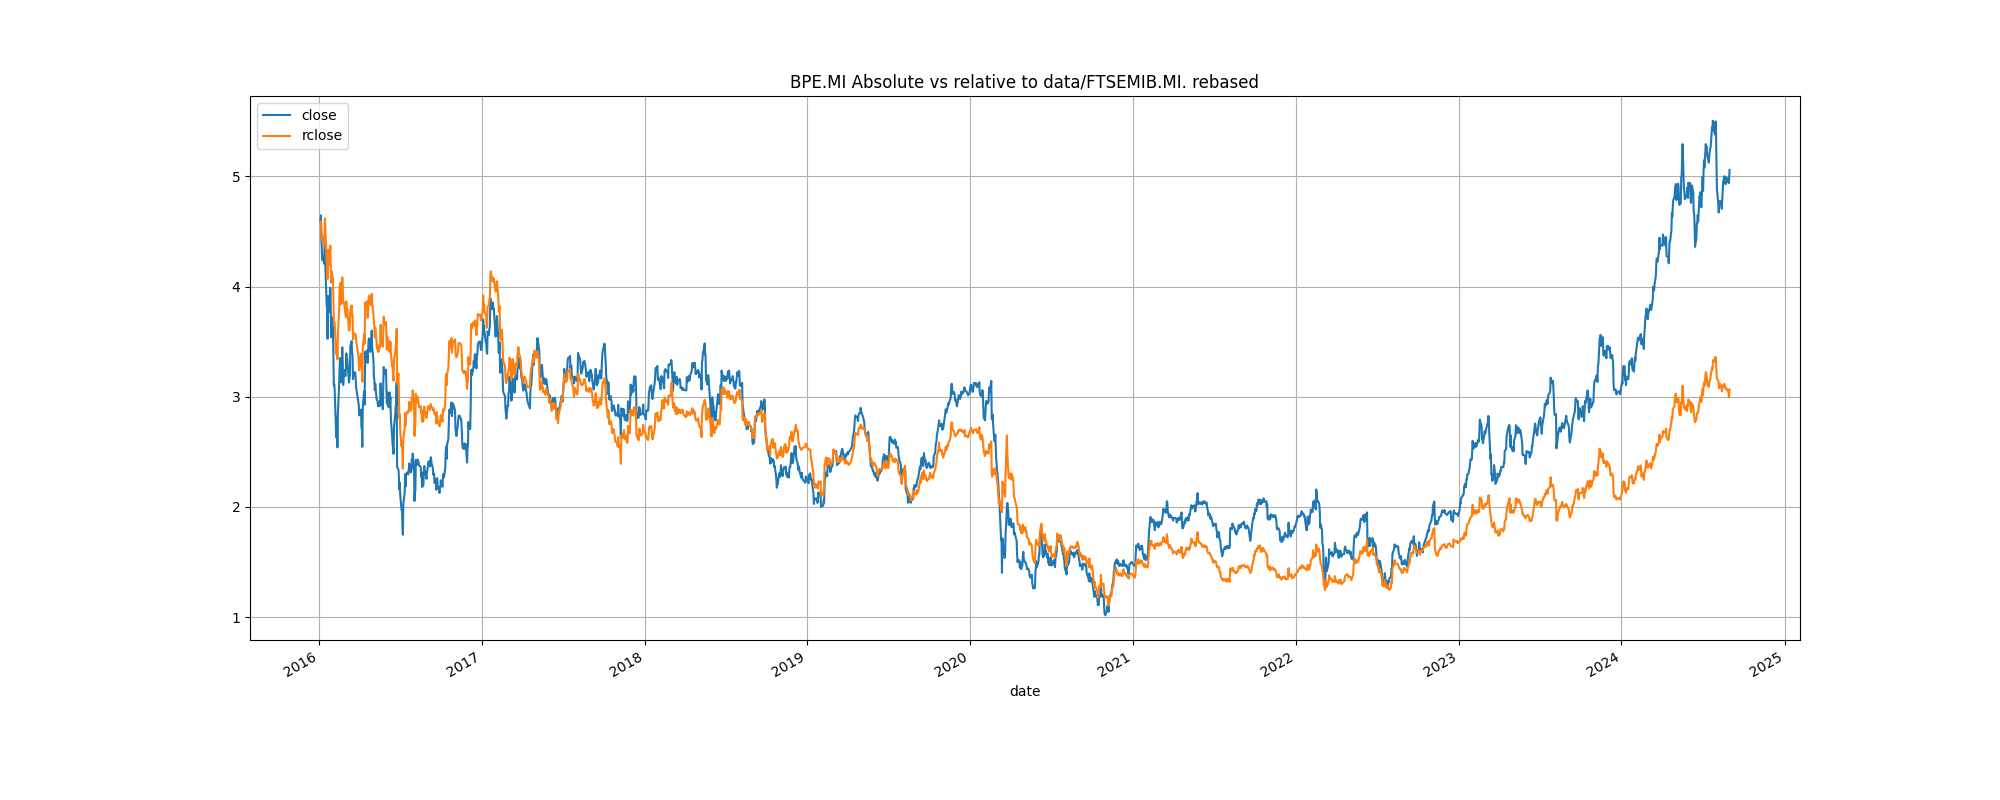 BPE.MI Absolute vs relative to data/FTSEMIB.MI. rebased
close
rclose
5
4
3
2
1
2016 2017 2018 2019 2020 2021 2022 2023 2024 2025
date